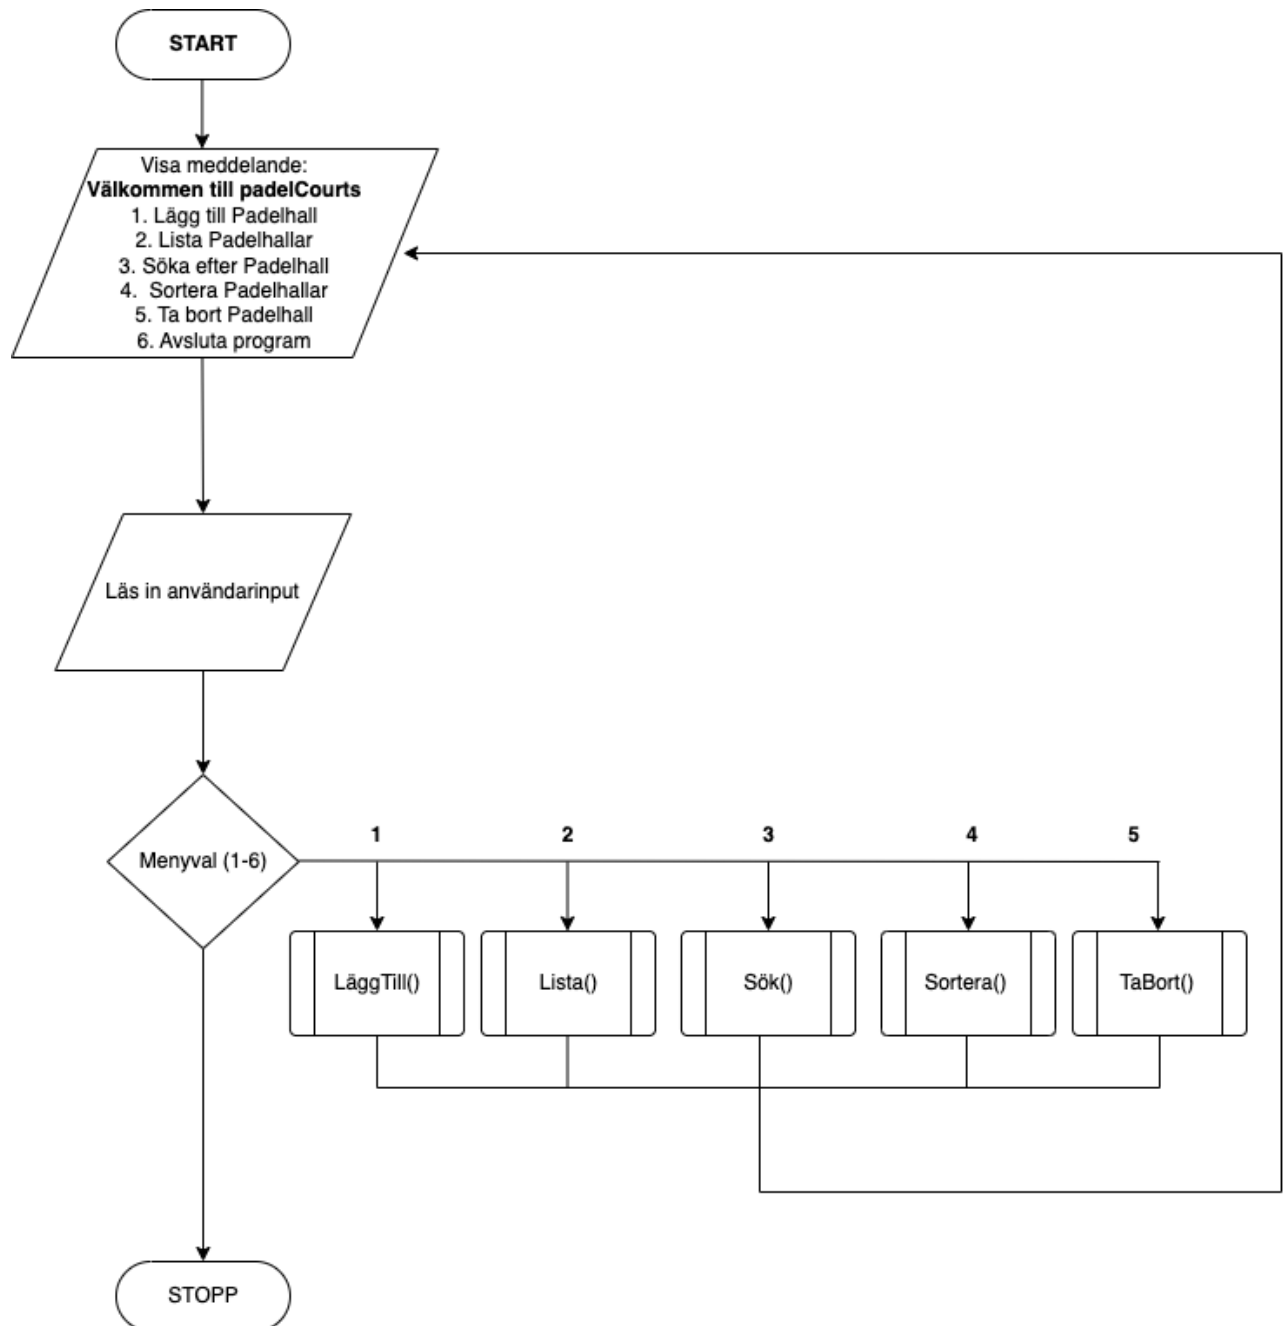 START
Visa meddelande:
Välkommen till padelCourts
1. Lägg till Padelhall
2. Lista Padelhallar
3. Söka efter Padelhall
4. Sortera Padelhallar
5. Ta bort Padelhall
6. Avsluta program
Läs in användarinput
Menyval (1-6)
1
2
3
4
5
LäggTill()
Lista()
Sök()
Sortera()
TaBort()
STOPP